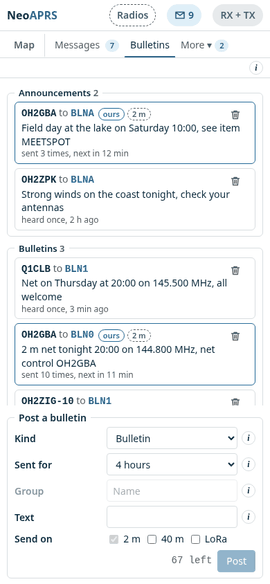 NeoAPRS Radios 9 RX + TX
Map Messages 7 Bulletins More ▾ 2
i
Announcements 2
OH2GBA to BLNA ours 2 m
Field day at the lake on Saturday 10:00, see item
MEETSPOT
sent 3 times, next in 12 min
OH2ZPK to BLNA
Strong winds on the coast tonight, check your
antennas
heard once, 2 h ago
Bulletins 3
Q1CLB to BLN1
Net on Thursday at 20:00 on 145.500 MHz, all
welcome
heard once, 3 min ago
OH2GBA to BLN0 ours 2 m
2 m net tonight 20:00 on 144.800 MHz, net
control OH2GBA
sent 10 times, next in 11 min
OH2ZIG-10 to BLN1
Post a bulletin
Kind Bulletin i
Sent for 4 hours i
Group Name i
Text i
Send on 2 m 40 m LoRa i
67 left Post